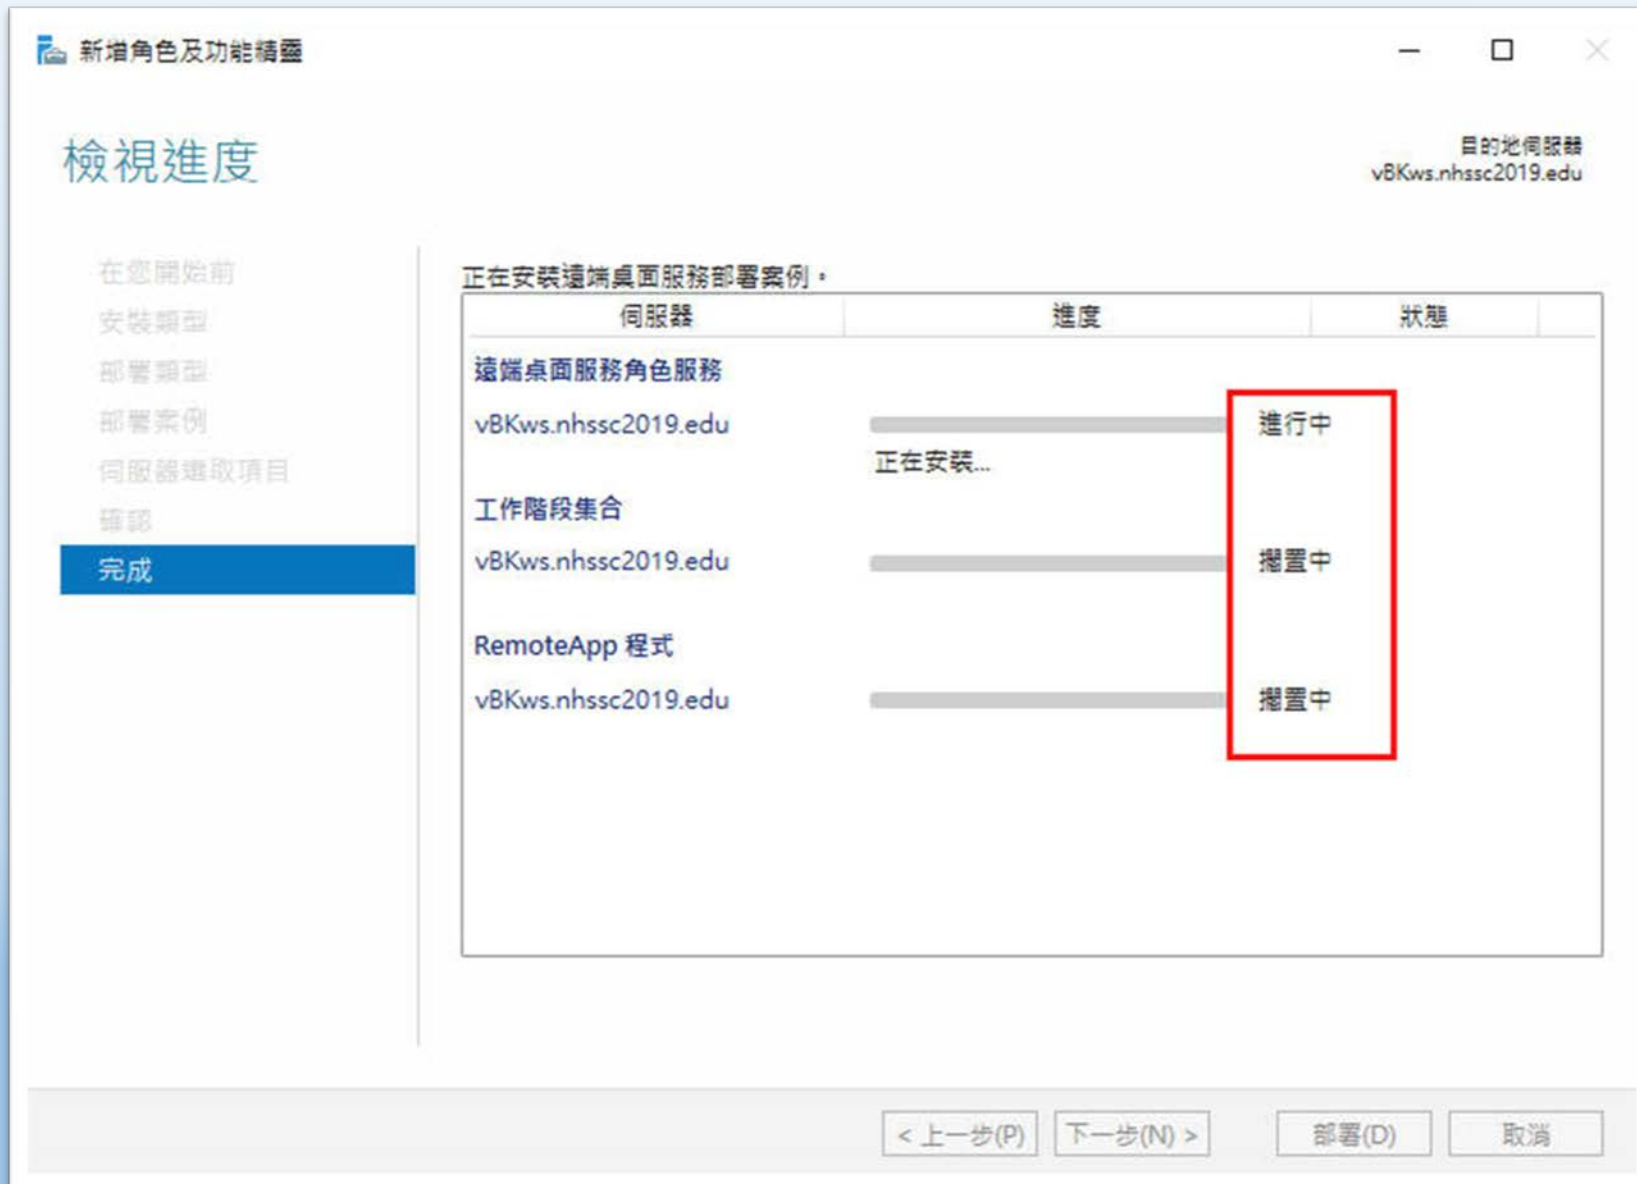 新增角色及功能精靈
檢視進度
目的地伺服器
vBKws.nhssc2019.edu
在您開始前
安裝類型
部署類型
部署案例
伺服器選取項目
確認
完成
正在安裝遠端桌面服務部署案例。
伺服器 進度 狀態
遠端桌面服務角色服務
vBKws.nhssc2019.edu 進行中
正在安裝...
工作階段集合
vBKws.nhssc2019.edu 擱置中
RemoteApp 程式
vBKws.nhssc2019.edu 擱置中
< 上一步(P) 下一步(N) > 部署(D) 取消